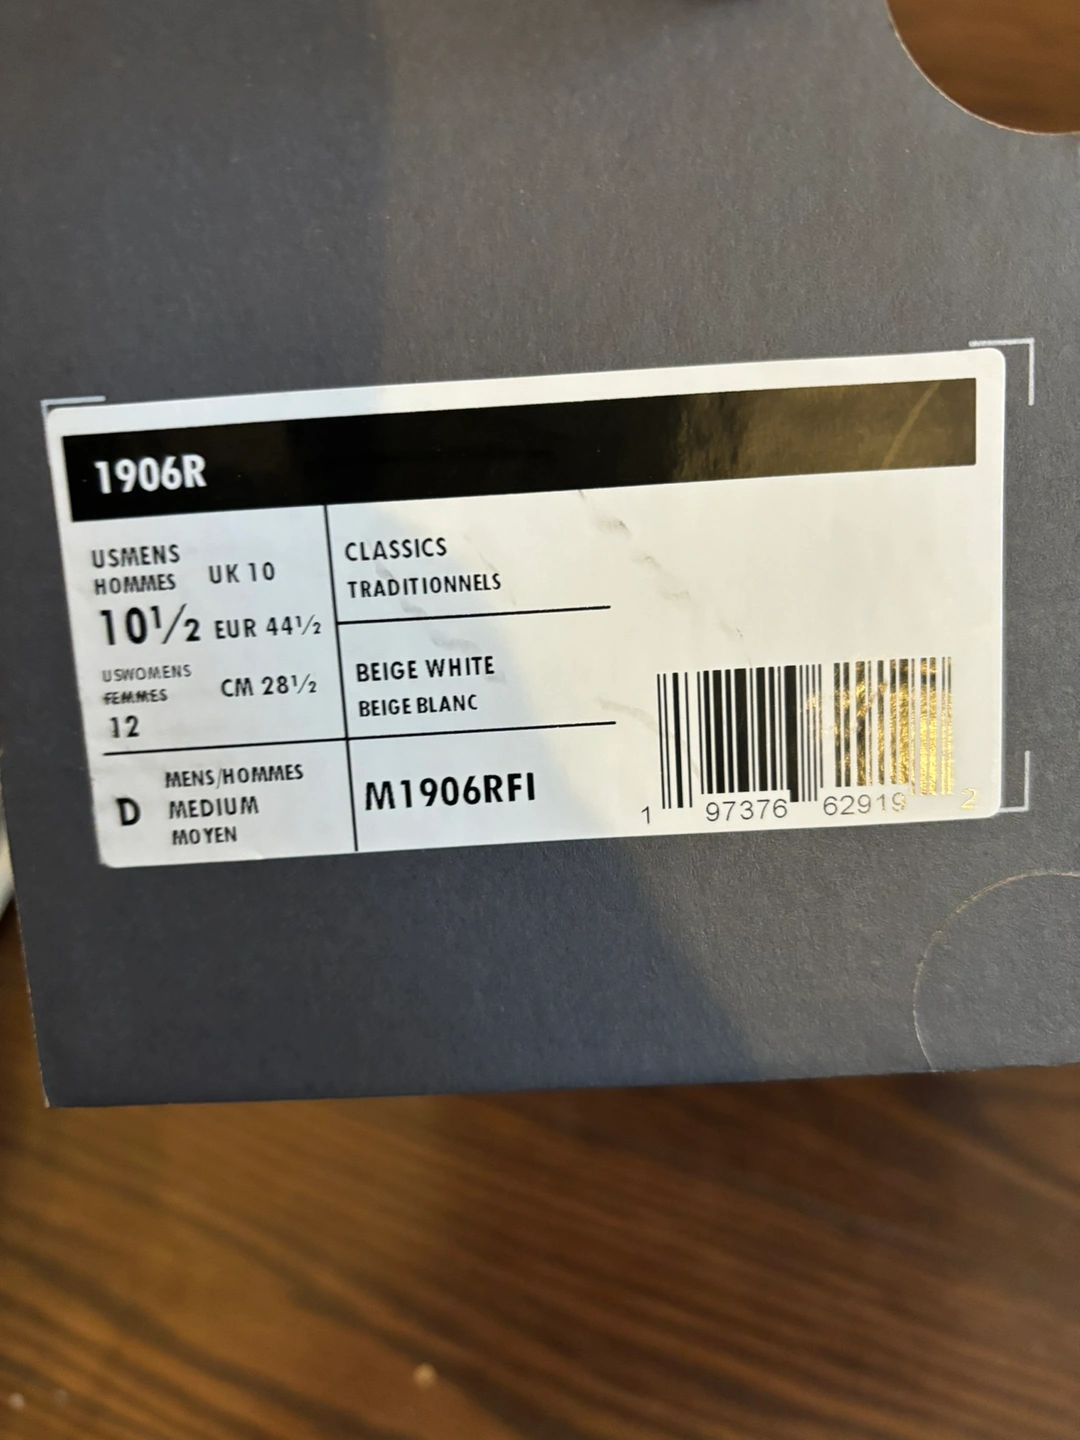 1906R
USMENS
HOMMES
UK 10
10½
EUR 44½
USWOMENS
FEMMES
CM 28½
12
D
MENS/HOMMES
MEDIUM
MOYEN
CLASSICS
TRADITIONNELS
BEIGE WHITE
BEIGE BLANC
M1906RFI
1 97376 62919 2